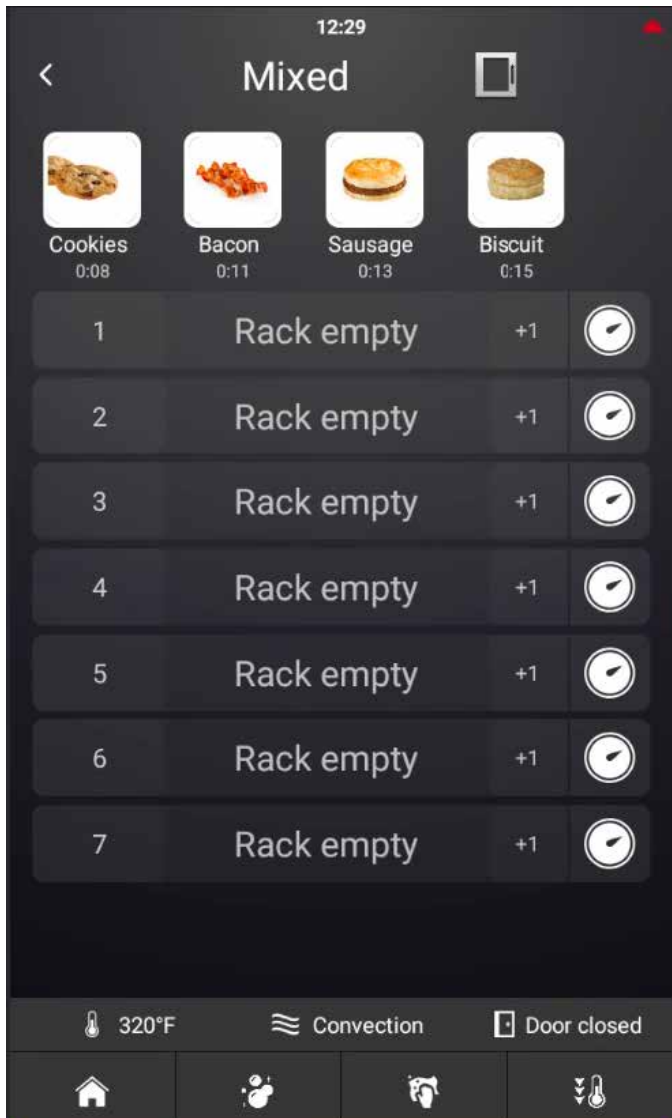 12:29
Mixed
Cookies Bacon Sausage Biscuit
0:08 0:11 0:13 0:15
1 Rack empty +1
2 Rack empty +1
3 Rack empty +1
4 Rack empty +1
5 Rack empty +1
6 Rack empty +1
7 Rack empty +1
320°F Convection Door closed